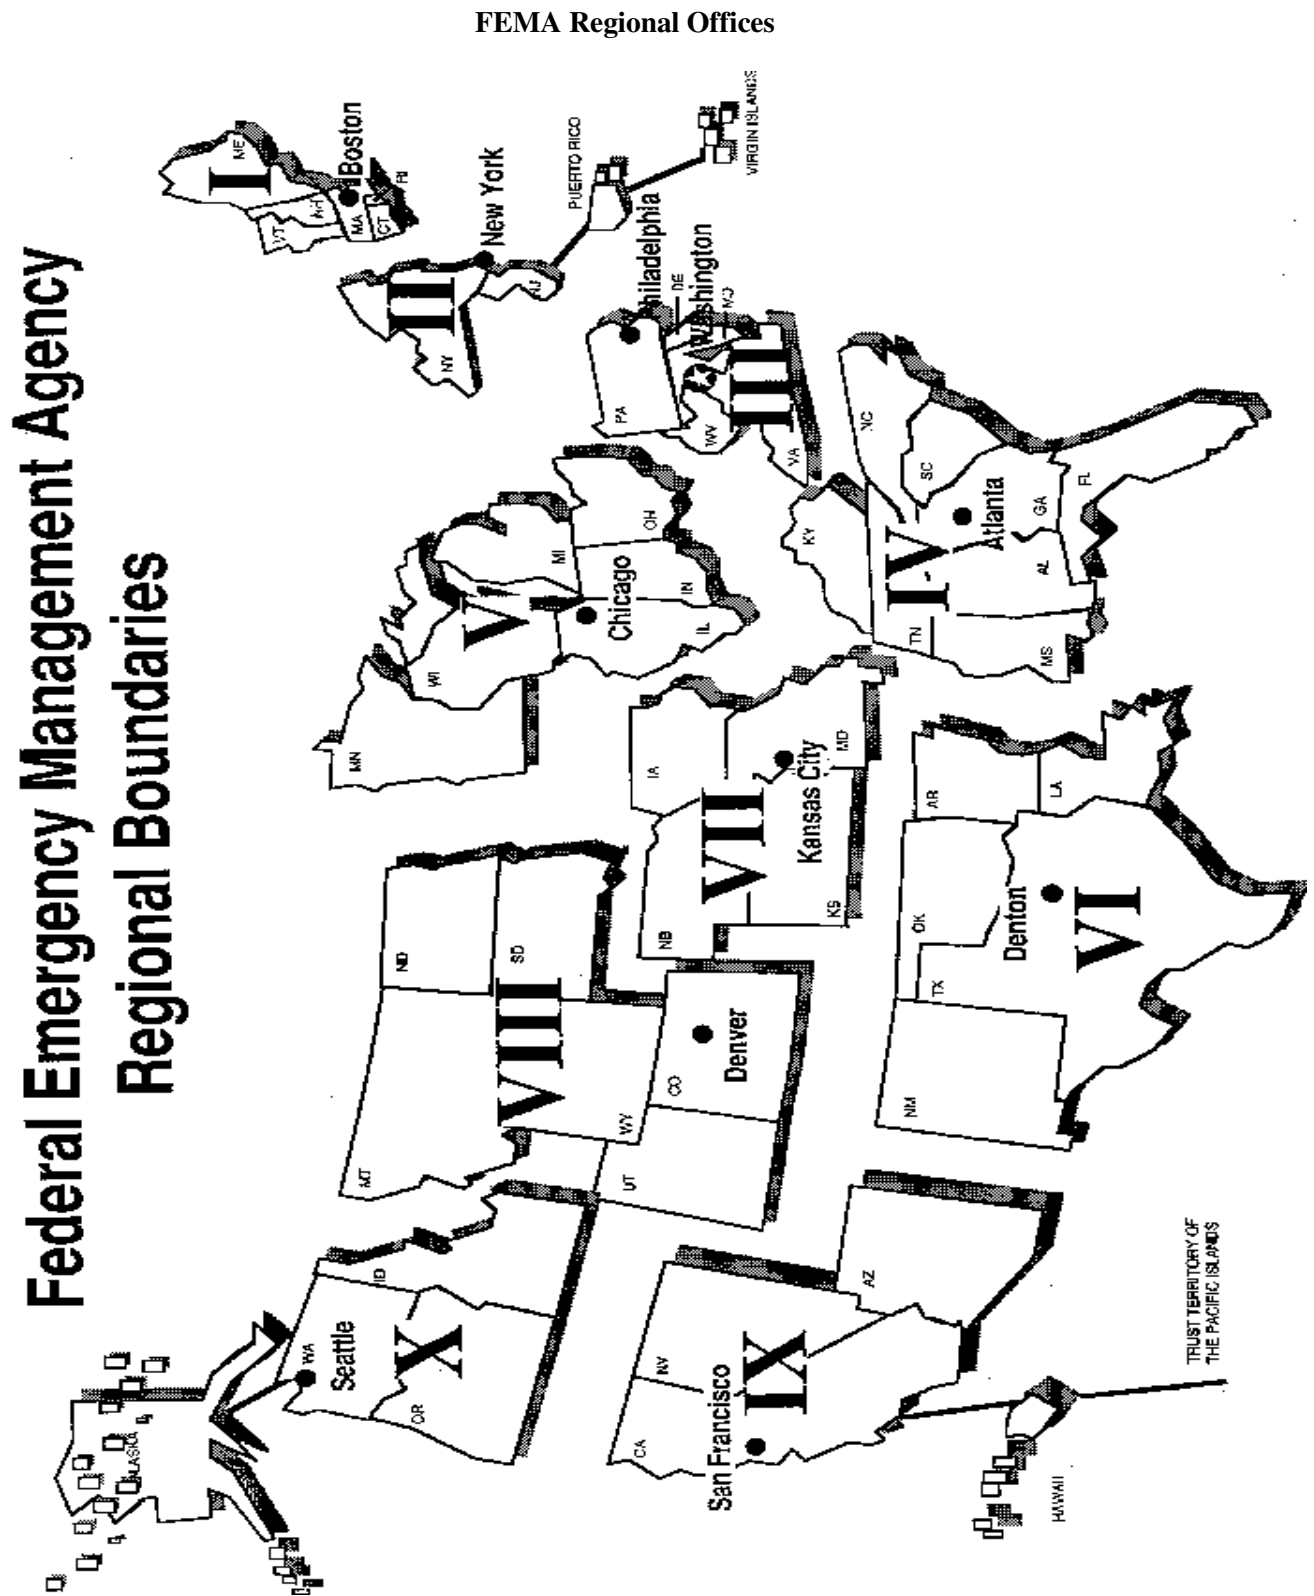 FEMA Regional Offices
Federal Emergency Management Agency
Regional Boundaries
ALASKA
WA
Seattle
X
OR
ID
MT
ND
SD
VIII
WY
UT
CO
Denver
CA
NV
San Francisco
IX
AZ
HAWAII
TRUST TERRITORY OF
THE PACIFIC ISLANDS
MN
WI
V
MI
Chicago
IL
IN
OH
IA
NB
VII
Kansas City
KS
MO
NM
TX
OK
AR
LA
Denton
VI
ME
I
VT
NH
MA
CT
RI
Boston
NY
II
New York
NJ
PUERTO RICO
VIRGIN ISLANDS
PA
Philadelphia
DE
Washington
MD
WV
III
VA
KY
TN
NC
SC
IV
Atlanta
MS
AL
GA
FL